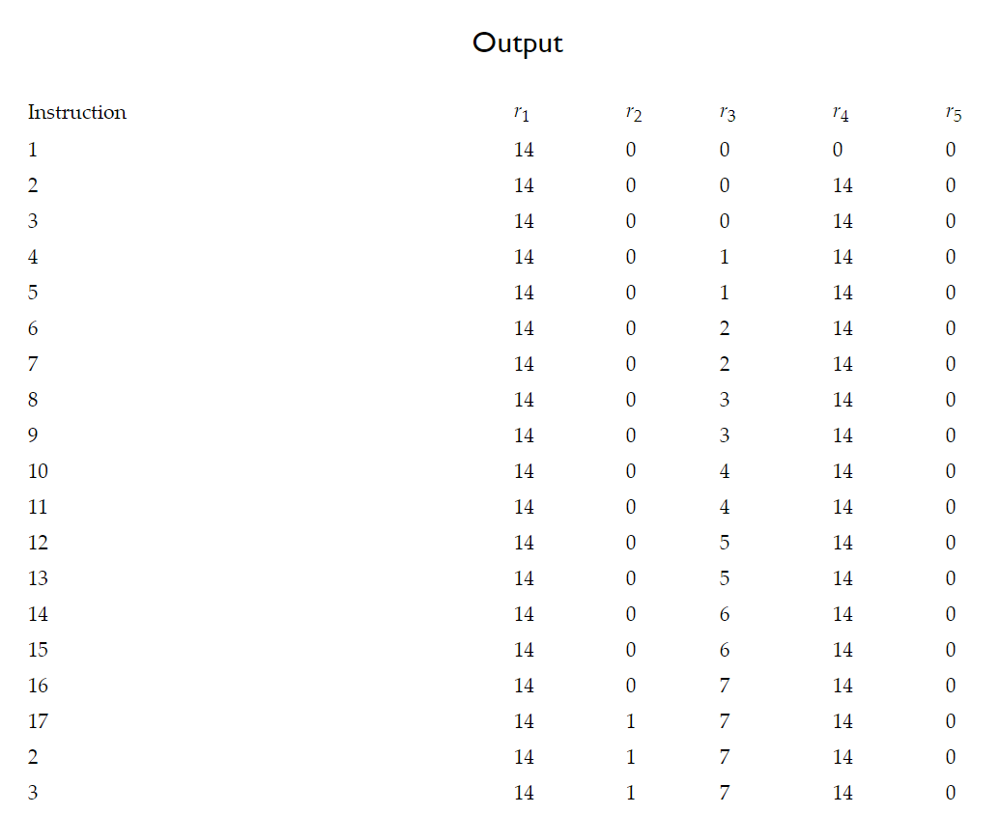 Output
Instruction r1 r2 r3 r4 r5
1 14 0 0 0 0
2 14 0 0 14 0
3 14 0 0 14 0
4 14 0 1 14 0
5 14 0 1 14 0
6 14 0 2 14 0
7 14 0 2 14 0
8 14 0 3 14 0
9 14 0 3 14 0
10 14 0 4 14 0
11 14 0 4 14 0
12 14 0 5 14 0
13 14 0 5 14 0
14 14 0 6 14 0
15 14 0 6 14 0
16 14 0 7 14 0
17 14 1 7 14 0
2 14 1 7 14 0
3 14 1 7 14 0